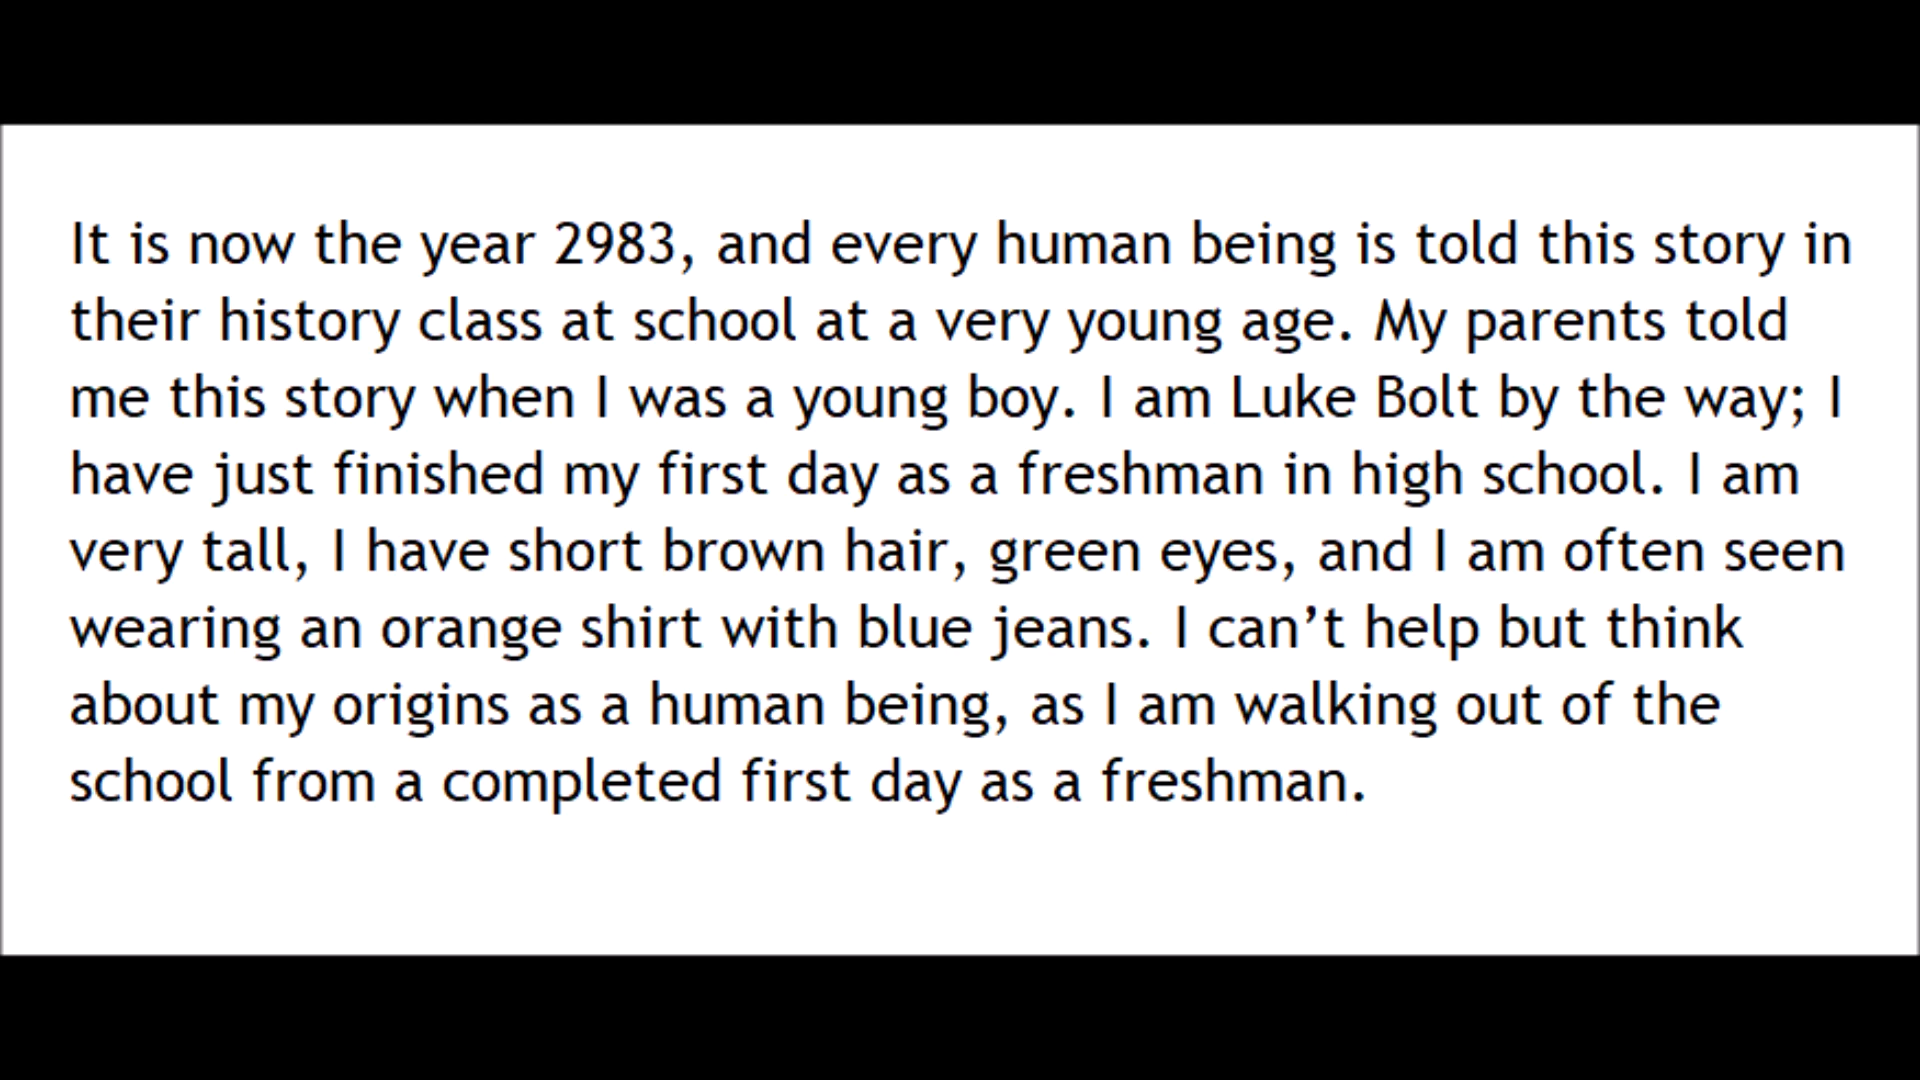 It is now the year 2983, and every human being is told this story in
their history class at school at a very young age. My parents told
me this story when I was a young boy. I am Luke Bolt by the way; I
have just finished my first day as a freshman in high school. I am
very tall, I have short brown hair, green eyes, and I am often seen
wearing an orange shirt with blue jeans. I can’t help but think
about my origins as a human being, as I am walking out of the
school from a completed first day as a freshman.